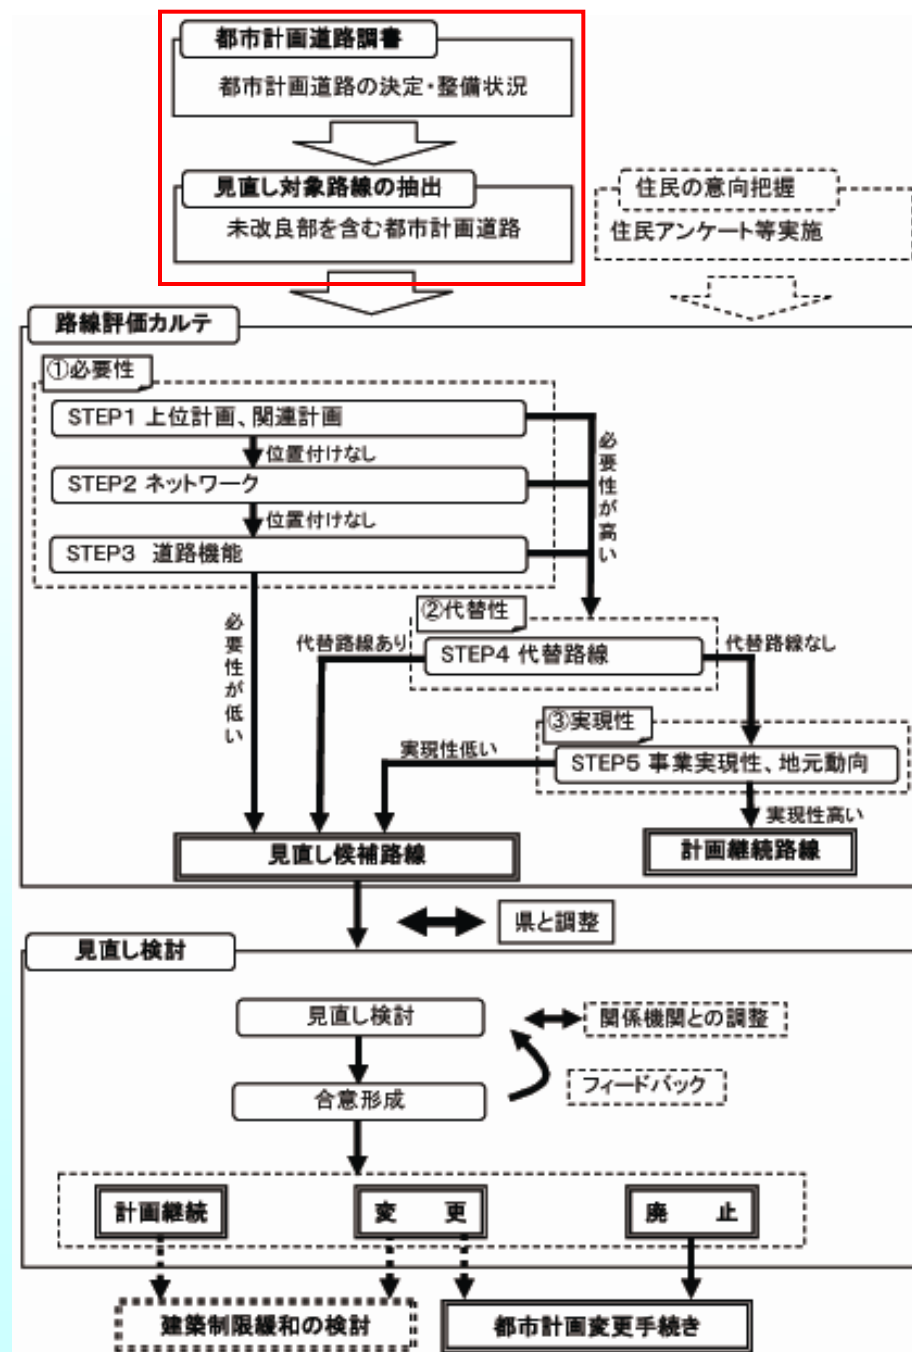 都市計画道路調書
都市計画道路の決定・整備状況
見直し対象路線の抽出
未改良部を含む都市計画道路
住民の意向把握
住民アンケート等実施
路線評価カルテ
①必要性
STEP1 上位計画、関連計画
位置付けなし
STEP2 ネットワーク
位置付けなし
STEP3 道路機能
必要性が高い
必要性が低い
②代替性
代替路線あり
STEP4 代替路線
代替路線なし
③実現性
実現性低い
STEP5 事業実現性、地元動向
実現性高い
見直し候補路線
計画継続路線
県と調整
見直し検討
見直し検討
関係機関との調整
フィードバック
合意形成
計画継続
変 更
廃 止
建築制限緩和の検討
都市計画変更手続き